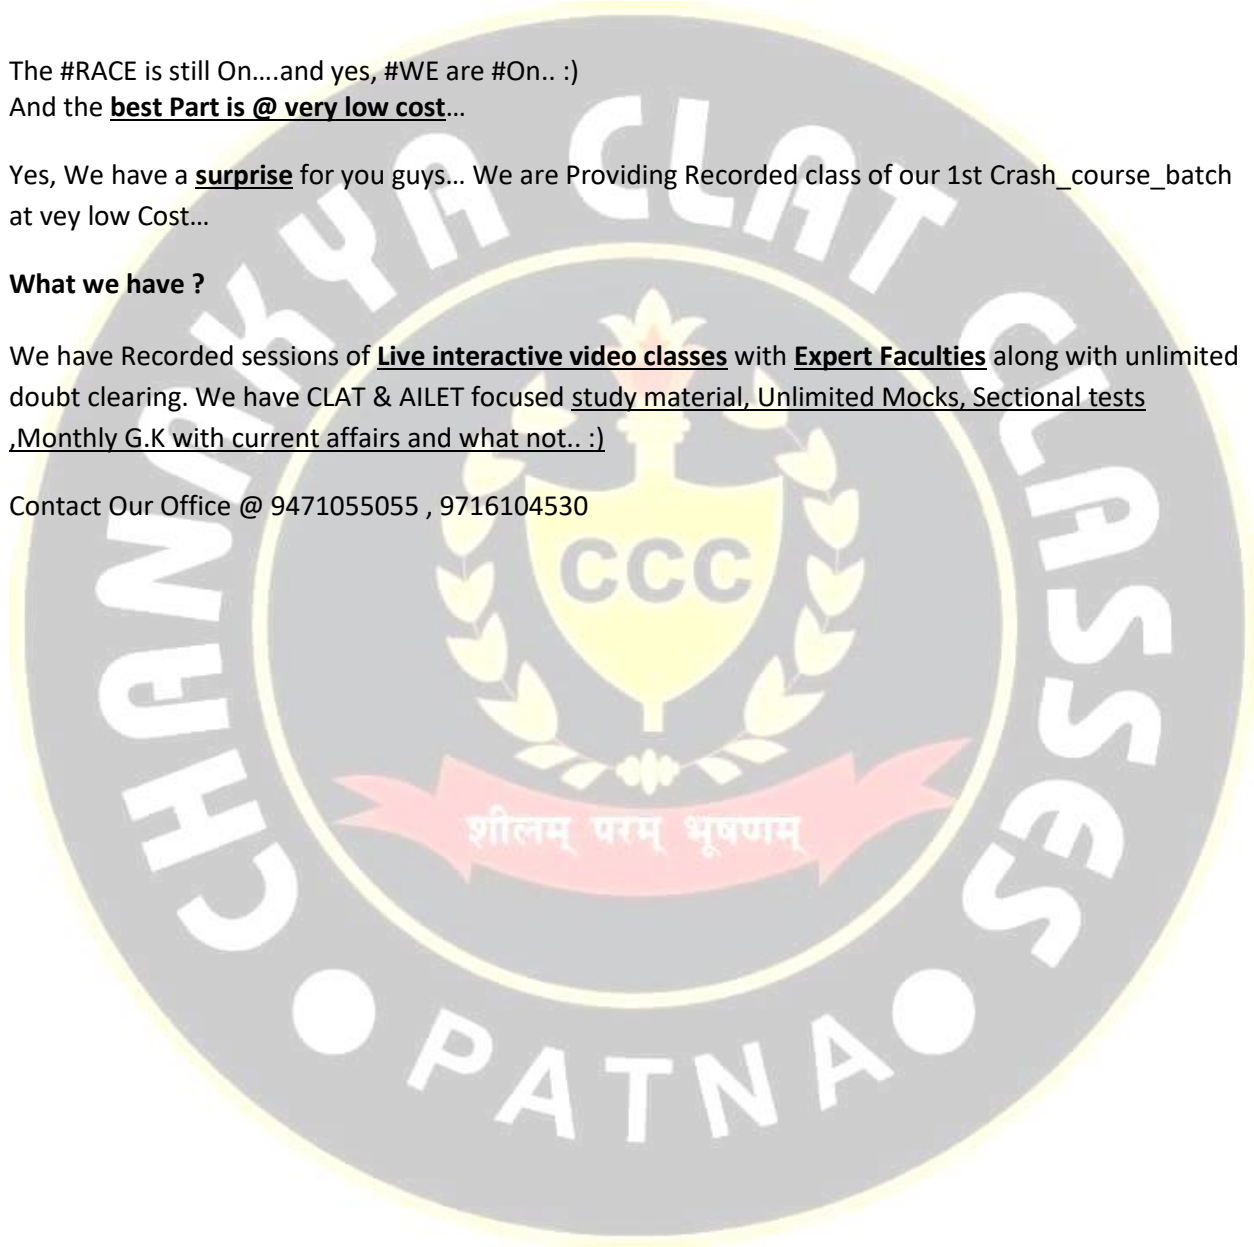 The #RACE is still On....and yes, #WE are #On.. :)
And the best Part is @ very low cost...
Yes, We have a surprise for you guys... We are Providing Recorded class of our 1st Crash_course_batch
at vey low Cost...
What we have ?
We have Recorded sessions of Live interactive video classes with Expert Faculties along with unlimited
doubt clearing. We have CLAT & AILET focused study material, Unlimited Mocks, Sectional tests
,Monthly G.K with current affairs and what not.. :)
Contact Our Office @ 9471055055 , 9716104530
CHANAKYA CLAT CLASSES
CCC
शीलम् परम् भूषणम्
PATNA